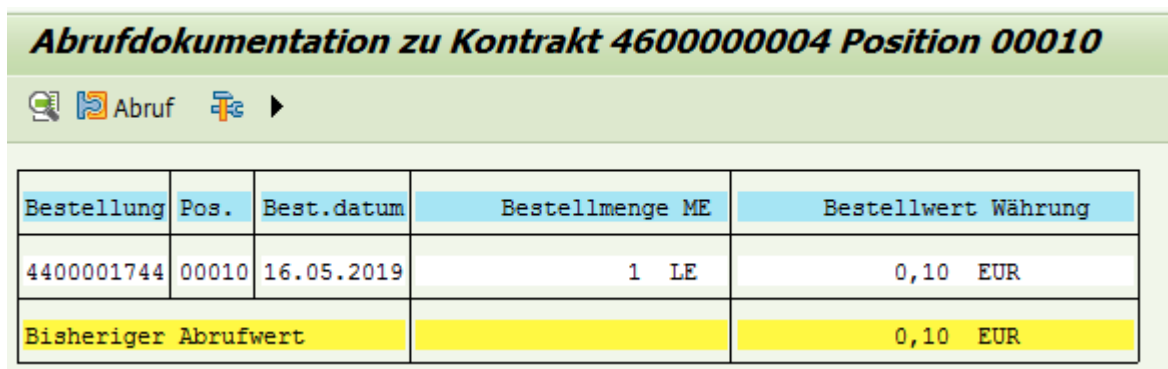 Abrufdokumentation zu Kontrakt 4600000004 Position 00010
Abruf
Bestellung Pos. Best.datum Bestellmenge ME Bestellwert Währung
4400001744 00010 16.05.2019 1 LE 0,10 EUR
Bisheriger Abrufwert 0,10 EUR